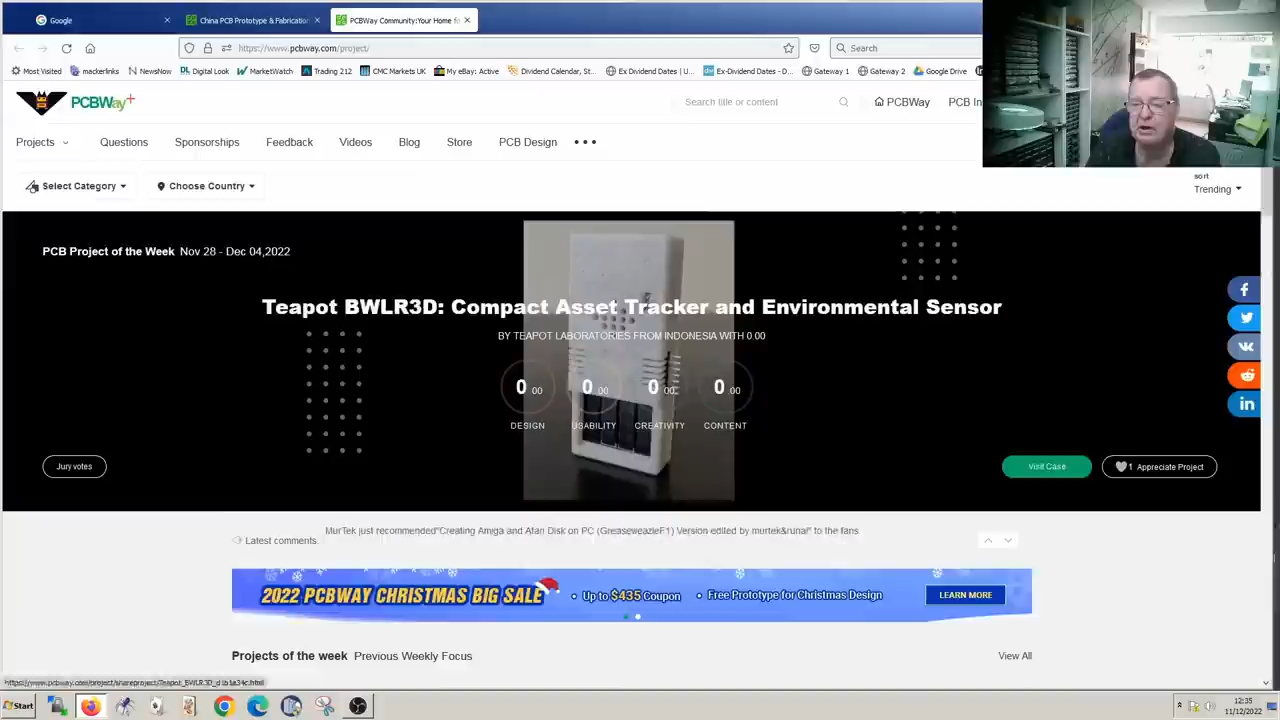 Google
China PCB Prototype & Fabricatio
PCBWay Community:Your Home fo
https://www.pcbway.com/project/
Search
Most Visited
mackerlinks
NewsNow
Digital Look
MarketWatch
Trading 212
CMC Markets UK
My eBay: Active
Dividend Calendar, St...
Ex Dividend Dates - | U...
Ex-Dividend Dates - D...
Gateway 1
Gateway 2
Google Drive
PCBWay+
Search title or content
PCBWay
PCB In
Projects
Questions
Sponsorships
Feedback
Videos
Blog
Store
PCB Design
Select Category
Choose Country
sort
Trending
PCB Project of the Week Nov 28 - Dec 04,2022
Teapot BWLR3D: Compact Asset Tracker and Environmental Sensor
BY TEAPOT LABORATORIES FROM INDONESIA WITH 0.00
0.00 0.00 0.00 0.00
DESIGN USABILITY CREATIVITY CONTENT
Jury votes
Visit Case
1 Appreciate Project
MurTek just recommended"Creating Amiga and Atari Disk on PC (GreaseweazleF1) Version edited by murtek&runal" to the fans
Latest comments.
2022 PCBWAY CHRISTMAS BIG SALE
• Up to $435 Coupon
• Free Prototype for Christmas Design
LEARN MORE
Projects of the week Previous Weekly Focus
View All
Start
12:35
11/12/2022